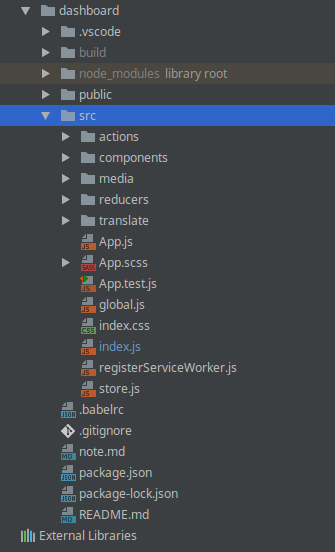 dashboard
.vscode
build
node_modules library root
public
src
actions
components
media
reducers
translate
JS App.js
SASS App.scss
JS App.test.js
JS global.js
CSS index.css
JS index.js
JS registerServiceWorker.js
JS store.js
JSON .babelrc
.gitignore
MD note.md
JSON package.json
JSON package-lock.json
MD README.md
External Libraries